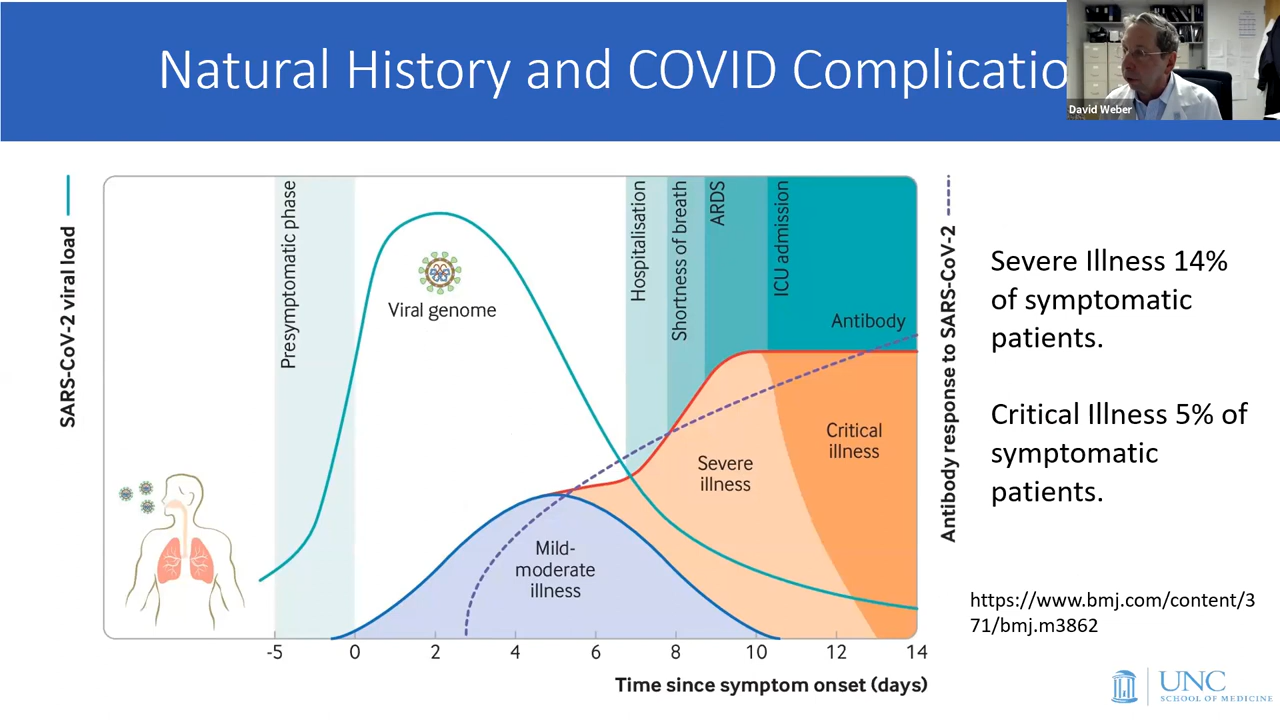 Natural History and COVID Complicatio
David Weber
SARS-CoV-2 viral load
Presymptomatic phase
Viral genome
Hospitalisation
Shortness of breath
ARDS
ICU admission
Antibody
Mild-
moderate
illness
Severe
illness
Critical
illness
Antibody response to SARS-CoV-2
-5 0 2 4 6 8 10 12 14
Time since symptom onset (days)
Severe Illness 14%
of symptomatic
patients.
Critical Illness 5% of
symptomatic
patients.
https://www.bmj.com/content/3
71/bmj.m3862
UNC
SCHOOL OF MEDICINE